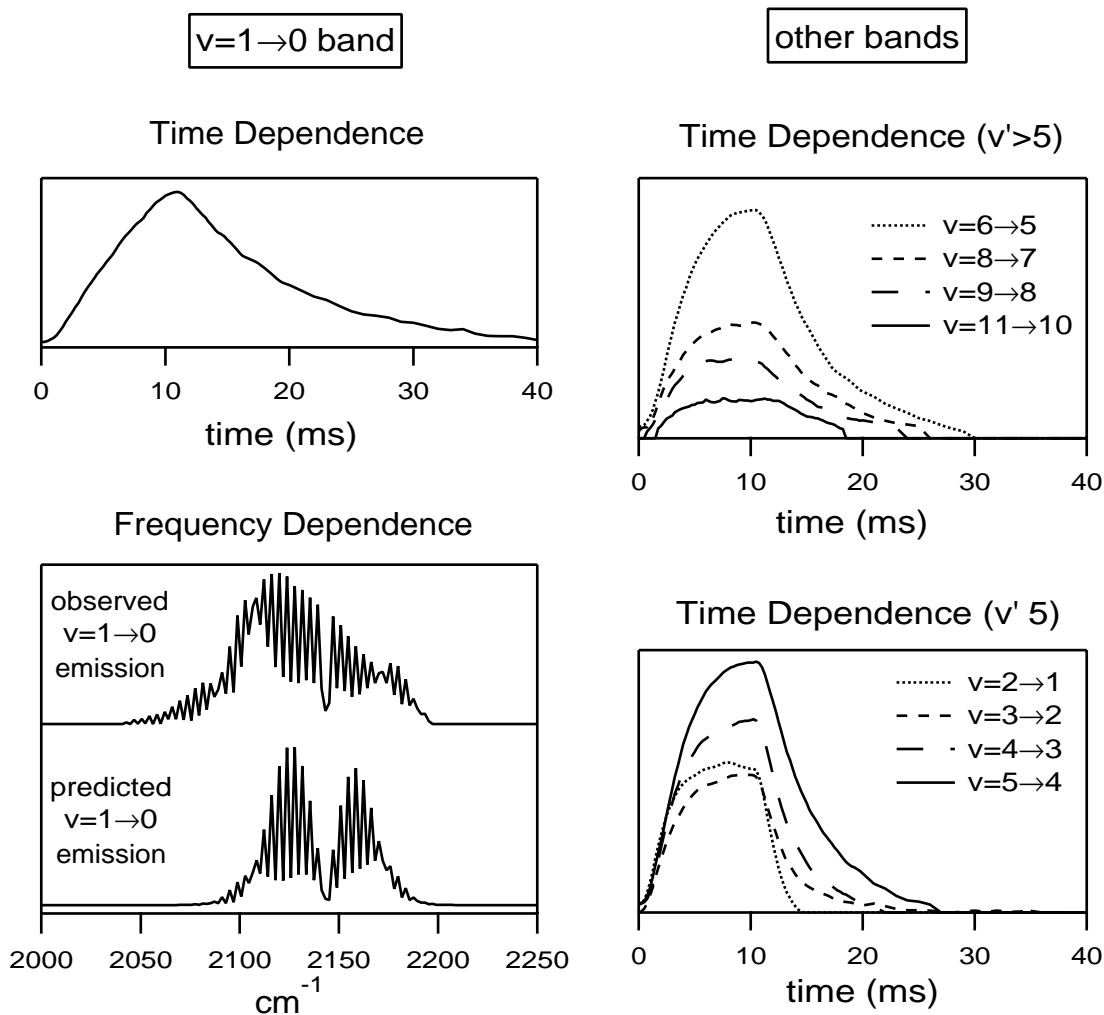 v=1→0 band
Time Dependence
0 10 20 30 40
time (ms)
Frequency Dependence
observed
v=1→0
emission
predicted
v=1→0
emission
2000 2050 2100 2150 2200 2250
cm⁻¹
other bands
Time Dependence (v'>5)
v=6→5
v=8→7
v=9→8
v=11→10
0 10 20 30 40
time (ms)
Time Dependence (v' 5)
v=2→1
v=3→2
v=4→3
v=5→4
0 10 20 30 40
time (ms)